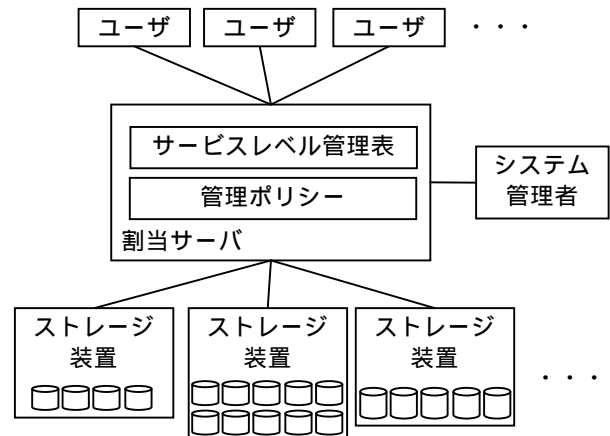 ユーザ
ユーザ
ユーザ
・・・
サービスレベル管理表
管理ポリシー
割当サーバ
システム
管理者
ストレージ
装置
ストレージ
装置
ストレージ
装置
・・・